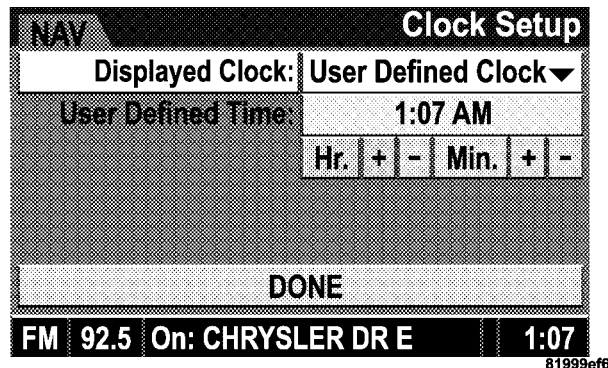 NAV Clock Setup
Displayed Clock: User Defined Clock
User Defined Time: 1:07 AM
Hr. + - Min. + -
DONE
FM 92.5 On: CHRYSLER DR E 1:07
81999ef6